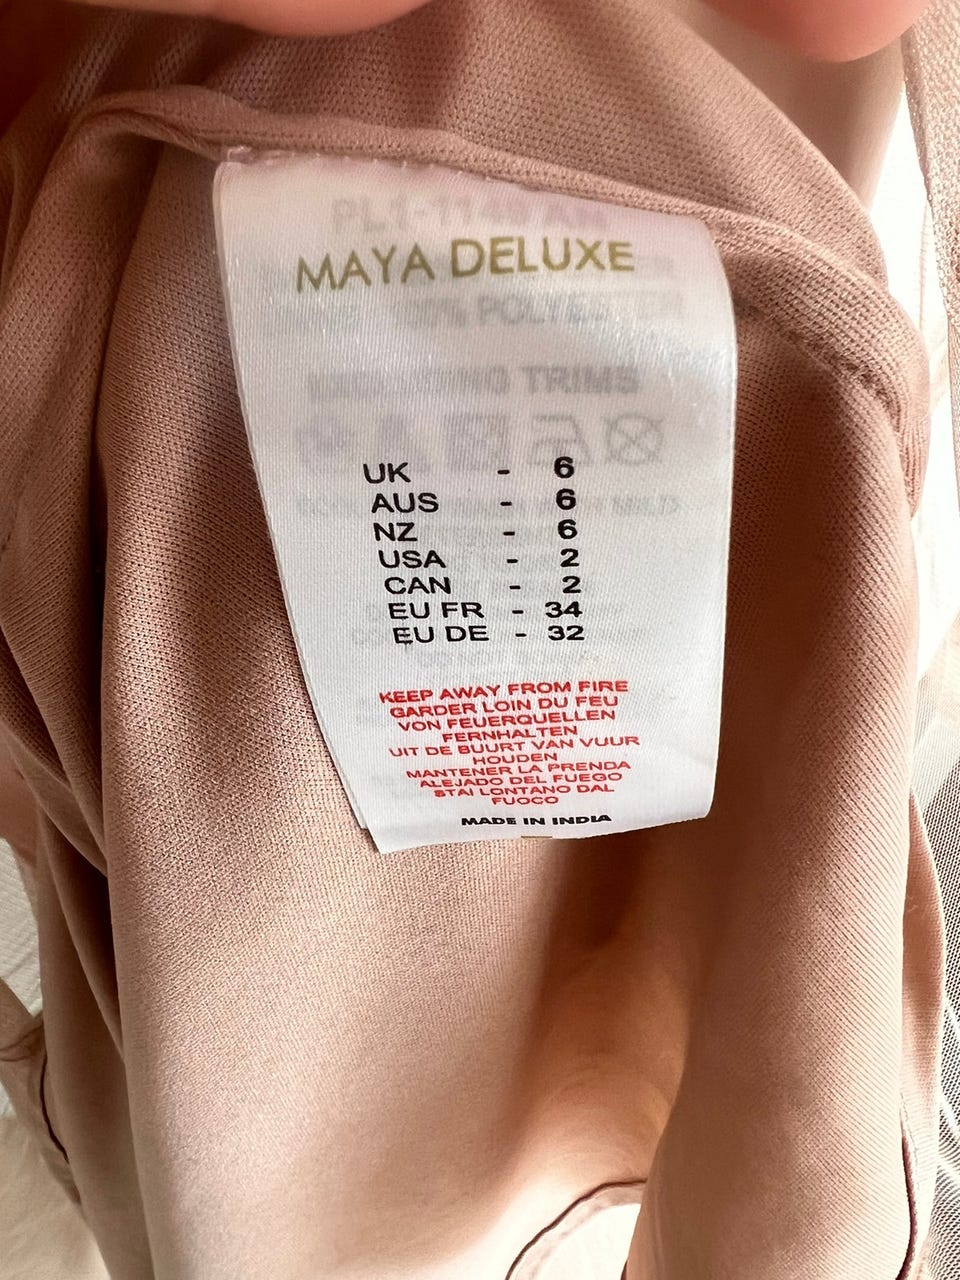 MAYA DELUXE
POLYESTER
TRIMS
UK - 6
AUS - 6
NZ - 6
USA - 2
CAN - 2
EU FR - 34
EU DE - 32
KEEP AWAY FROM FIRE
GARDER LOIN DU FEU
VON FEUERQUELLEN
FERNHALTEN
UIT DE BUURT VAN VUUR
HOUDEN
MANTENER LA PRENDA
ALEJADO DEL FUEGO
STAI LONTANO DAL
FUOCO
MADE IN INDIA